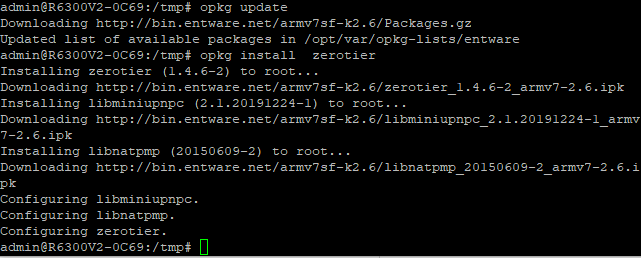 admin@R6300V2-0C69:/tmp# opkg update
Downloading http://bin.entware.net/armv7sf-k2.6/Packages.gz
Updated list of available packages in /opt/var/opkg-lists/entware
admin@R6300V2-0C69:/tmp# opkg install  zerotier
Installing zerotier (1.4.6-2) to root...
Downloading http://bin.entware.net/armv7sf-k2.6/zerotier_1.4.6-2_armv7-2.6.ipk
Installing libminiupnpc (2.1.20191224-1) to root...
Downloading http://bin.entware.net/armv7sf-k2.6/libminiupnpc_2.1.20191224-1_armv
7-2.6.ipk
Installing libnatpmp (20150609-2) to root...
Downloading http://bin.entware.net/armv7sf-k2.6/libnatpmp_20150609-2_armv7-2.6.i
pk
Configuring libminiupnpc.
Configuring libnatpmp.
Configuring zerotier.
admin@R6300V2-0C69:/tmp#